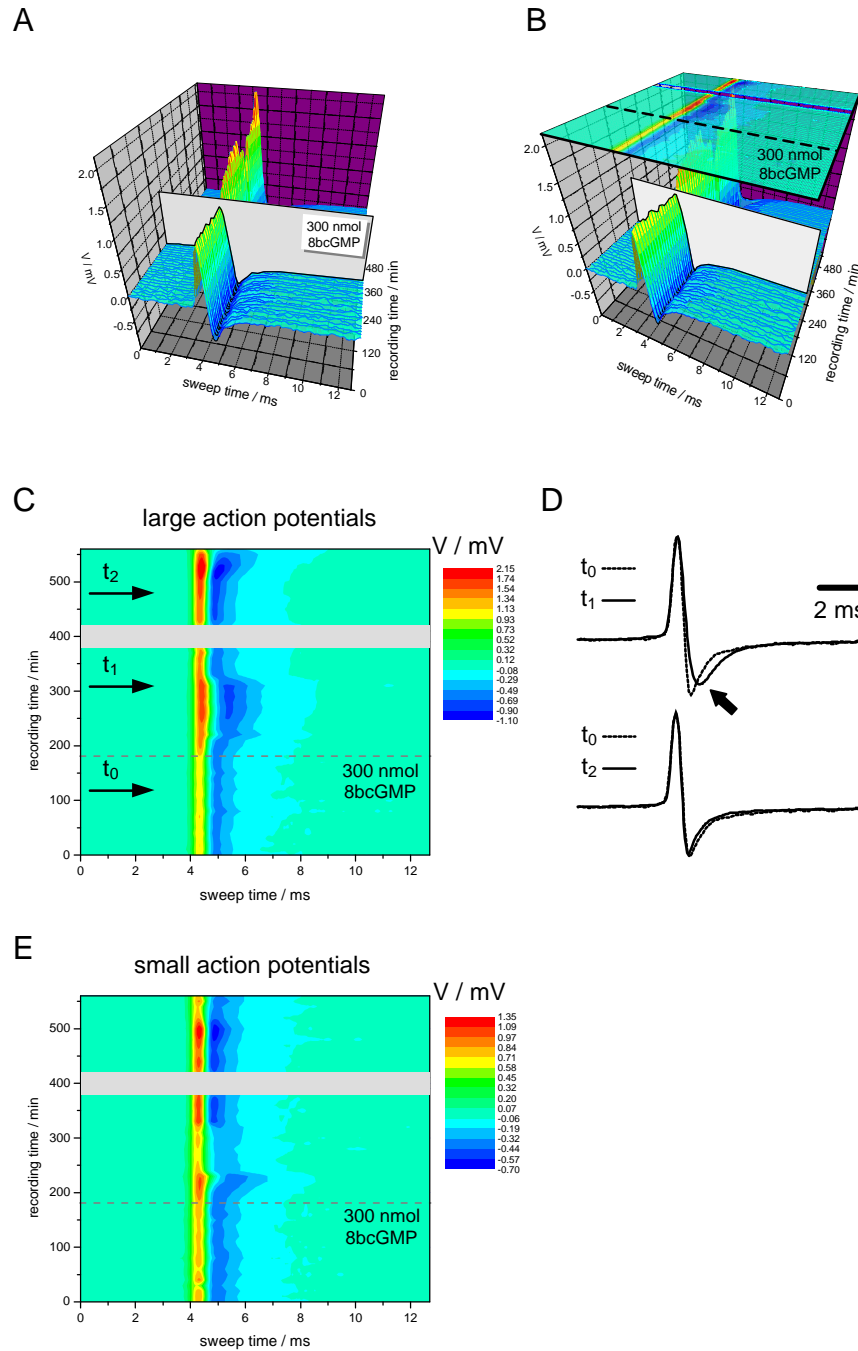 A
B
2.0
1.5
1.0
0.5
0.0
-0.5
V / mV
300 nmol
8bcGMP
480
360
240
120
0
recording time / min
0
2
4
6
8
10
12
sweep time / ms
2.0
1.5
1.0
0.5
0.0
-0.5
V / mV
300 nmol
8bcGMP
480
360
240
120
0
recording time / min
0
2
4
6
8
10
12
sweep time / ms
C
large action potentials
V / mV
2.15
1.74
1.54
1.34
1.13
0.93
0.73
0.52
0.32
0.12
-0.08
-0.29
-0.49
-0.69
-0.90
-1.10
500
400
300
200
100
0
recording time / min
t2
t1
t0
300 nmol
8bcGMP
0 2 4 6 8 10 12
sweep time / ms
D
t0
t1
2 ms
t0
t2
E
small action potentials
V / mV
1.35
1.09
0.97
0.84
0.71
0.58
0.45
0.32
0.20
0.07
-0.06
-0.19
-0.32
-0.44
-0.57
-0.70
500
400
300
200
100
0
recording time / min
300 nmol
8bcGMP
0 2 4 6 8 10 12
sweep time / ms